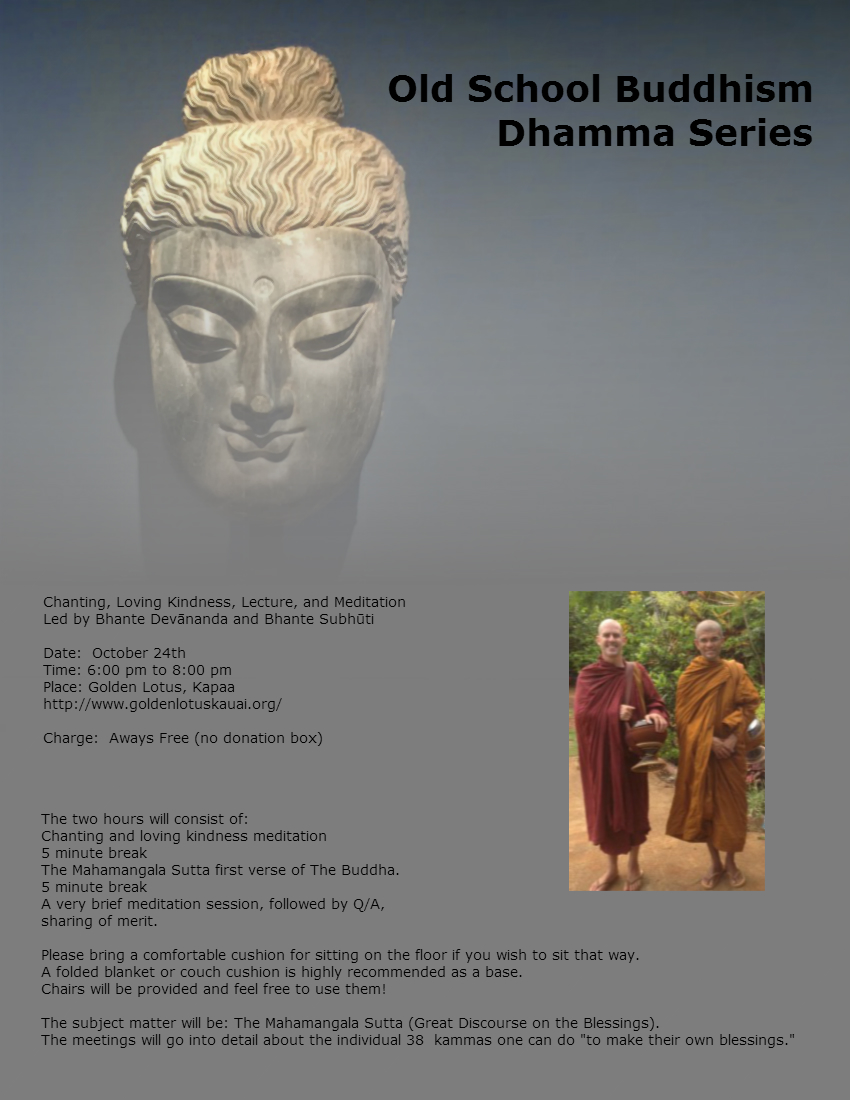 Old School Buddhism
Dhamma Series
Chanting, Loving Kindness, Lecture, and Meditation
Led by Bhante Devānanda and Bhante Subhūti
Date:  October 24th
Time: 6:00 pm to 8:00 pm
Place: Golden Lotus, Kapaa
http://www.goldenlotuskauai.org/
Charge:  Aways Free (no donation box)
The two hours will consist of:
Chanting and loving kindness meditation
5 minute break
The Mahamangala Sutta first verse of The Buddha.
5 minute break
A very brief meditation session, followed by Q/A,
sharing of merit.
Please bring a comfortable cushion for sitting on the floor if you wish to sit that way.
A folded blanket or couch cushion is highly recommended as a base.
Chairs will be provided and feel free to use them!
The subject matter will be: The Mahamangala Sutta (Great Discourse on the Blessings).
The meetings will go into detail about the individual 38  kammas one can do "to make their own blessings."